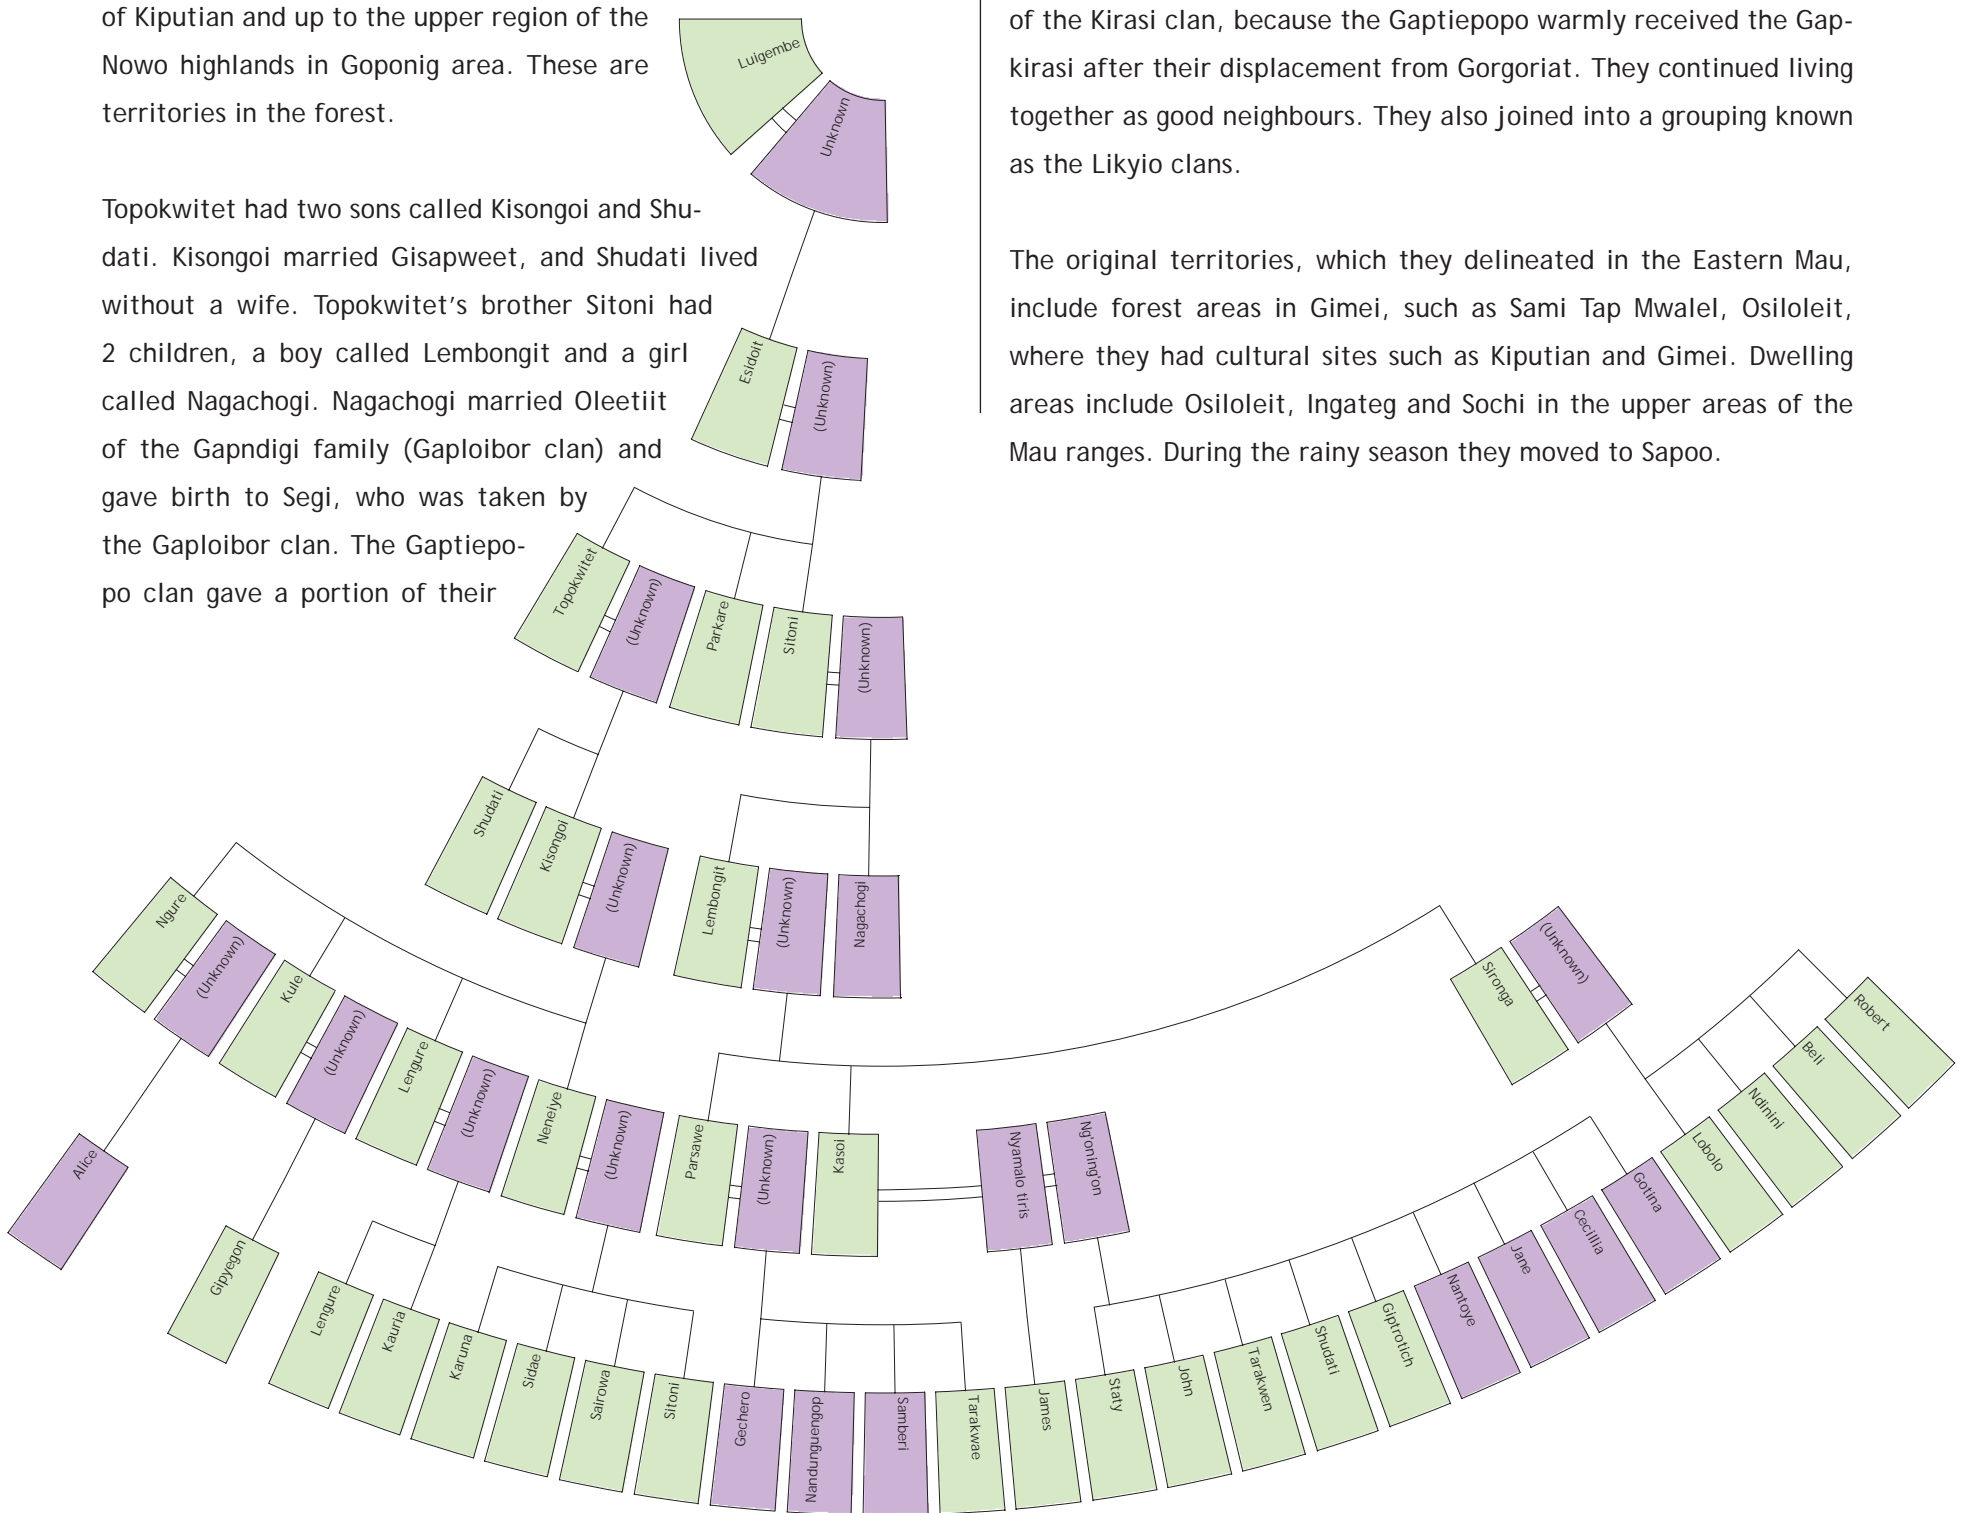 of Kiputian and up to the upper region of the
Nowo highlands in Goponig area. These are
territories in the forest.
Topokwitet had two sons called Kisongoi and Shu-
dati. Kisongoi married Gisapweet, and Shudati lived
without a wife. Topokwitet's brother Sitoni had
2 children, a boy called Lembongit and a girl
called Nagachogi. Nagachogi married Oleetiit
of the Gapndigi family (Gaploibor clan) and
gave birth to Segi, who was taken by
the Gaploibor clan. The Gaptiepo-
po clan gave a portion of their
of the Kirasi clan, because the Gaptiepopo warmly received the Gap-
kirasi after their displacement from Gorgoriat. They continued living
together as good neighbours. They also joined into a grouping known
as the Likyio clans.
The original territories, which they delineated in the Eastern Mau,
include forest areas in Gimei, such as Sami Tap Mwalel, Osiloleit,
where they had cultural sites such as Kiputian and Gimei. Dwelling
areas include Osiloleit, Ingateg and Sochi in the upper areas of the
Mau ranges. During the rainy season they moved to Sapoo.
Luigembe
Unknown
Esidoit
(Unknown)
Topokwitet
(Unknown)
Parkare
Sitoni
(Unknown)
Shudati
Kisongoi
(Unknown)
Lembongit
(Unknown)
Nagachogi
Ngure
(Unknown)
Kule
(Unknown)
Lengure
(Unknown)
Neneiye
(Unknown)
Parsawe
(Unknown)
Kasoi
Nyamalo tiris
Ng'oning'on
Sironga
(Unknown)
Alice
Gipyegon
Lengure
Kauria
Karuna
Sidae
Sairowa
Sitoni
Gechero
Nandunguengop
Samberi
Tarakwae
James
Staty
John
Tarakwen
Shudati
Giptrotich
Nantoye
Jane
Cecillia
Gotina
Lobolo
Ndinini
Bell
Robert